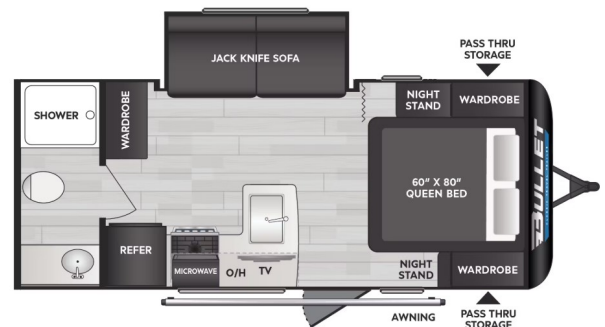 JACK KNIFE SOFA
PASS THRU
STORAGE
SHOWER
WARDROBE
NIGHT
STAND
WARDROBE
BULLET
60" X 80"
QUEEN BED
REFER
MICROWAVE
O/H
TV
NIGHT
STAND
WARDROBE
AWNING
PASS THRU
STORAGE